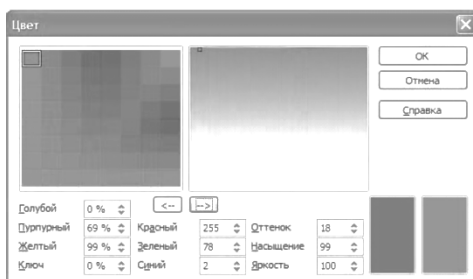 Цвет
OK
Отмена
Справка
Голубой 0 % <-- -->
Пурпурный 69 % Красный 255 Оттенок 18
Желтый 99 % Зеленый 78 Насыщение 99
Ключ 0 % Синий 2 Яркость 100